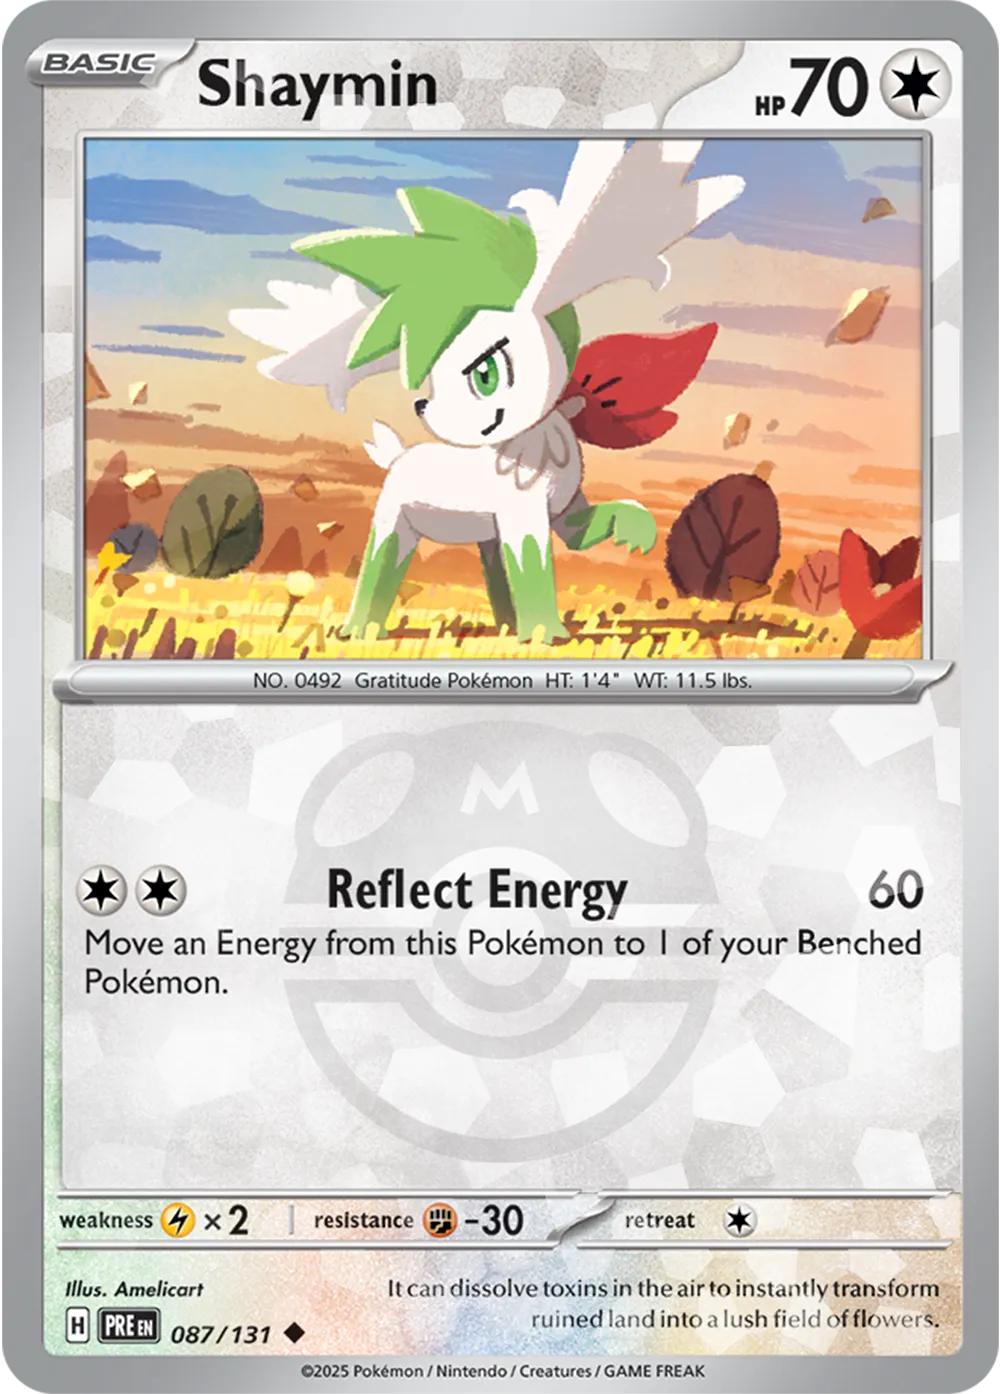 BASIC
Shaymin
HP 70
NO. 0492 Gratitude Pokémon HT: 1'4" WT: 11.5 lbs.
M
Reflect Energy 60
Move an Energy from this Pokémon to 1 of your Benched
Pokémon.
weakness ×2 resistance -30 retreat
Illus. Amelicart
It can dissolve toxins in the air to instantly transform
ruined land into a lush field of flowers.
H PRE EN 087/131
©2025 Pokémon / Nintendo / Creatures / GAME FREAK